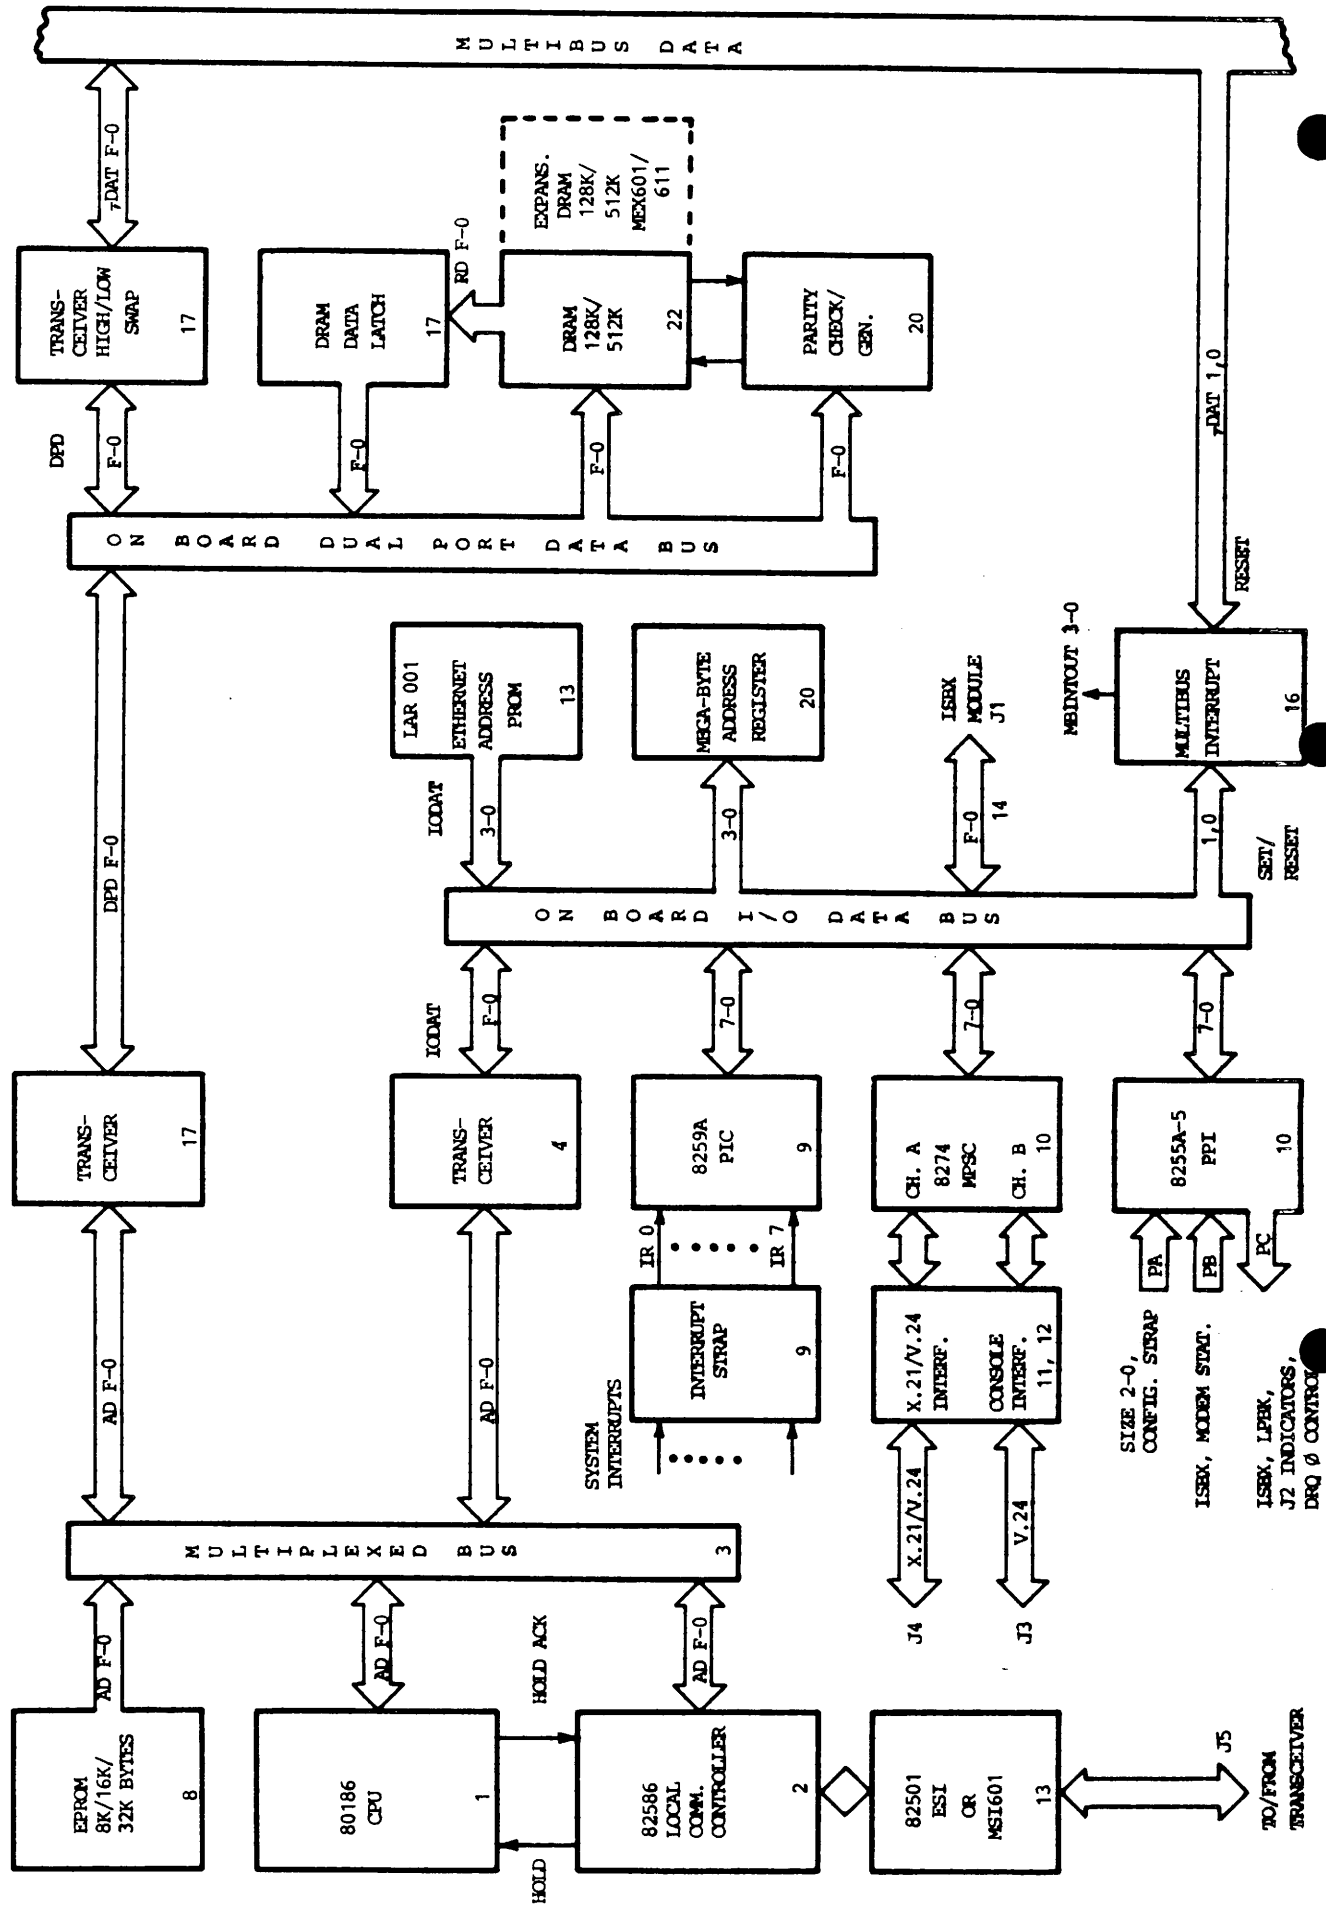 EPROM
8K/16K/
32K BYTES
8
AD F-0
80186
CPU
1
AD F-0
HOLD
HOLD ACK
82586
LOCAL
COMM.
CONTROLLER
2
AD F-0
82501
ESI
OR
MSI601
13
TO/FROM
TRANSCEIVER
J5
MULTIPLEXED BUS
3
AD F-0
TRANS-
CEIVER
17
DPD F-0
AD F-0
TRANS-
CEIVER
4
IODAT
F-0
SYSTEM
INTERRUPTS
INTERRUPT
STRAP
9
IR 0
IR 7
8259A
PIC
9
7-0
J4
X.21/V.24
J3
V.24
X.21/V.24
INTERF.
CONSOLE
INTERF.
11, 12
CH. A
8274
MPSC
CH. B
10
7-0
SIZE 2-0,
CONFIG. STRAP
PA
ISBX, MODEM STAT.
PB
ISBX, LPBK,
J2 INDICATORS,
DRQ Ø CONTROL
PC
8255A-5
PPI
10
7-0
ON BOARD I/O DATA BUS
IODAT
3-0
LAR 001
ETHERNET
ADDRESS
PROM
13
3-0
MEGA-BYTE
ADDRESS
REGISTER
20
F-0
14
ISBX
MODULE
J1
1,0
SET/
RESET
MULTIBUS
INTERRUPT
16
MBINTOUT 3-0
RESET
,DAT 1,0
ON BOARD DUAL PORT DATA BUS
DPD
F-0
TRANS-
CEIVER
HIGH/LOW
SWAP
17
,DAT F-0
F-0
DRAM
DATA
LATCH
17
RD F-0
F-0
DRAM
128K/
512K
22
EXPANS.
DRAM
128K/
512K
MEX601/
611
F-0
PARITY
CHECK/
GEN.
20
MULTIBUS DATA